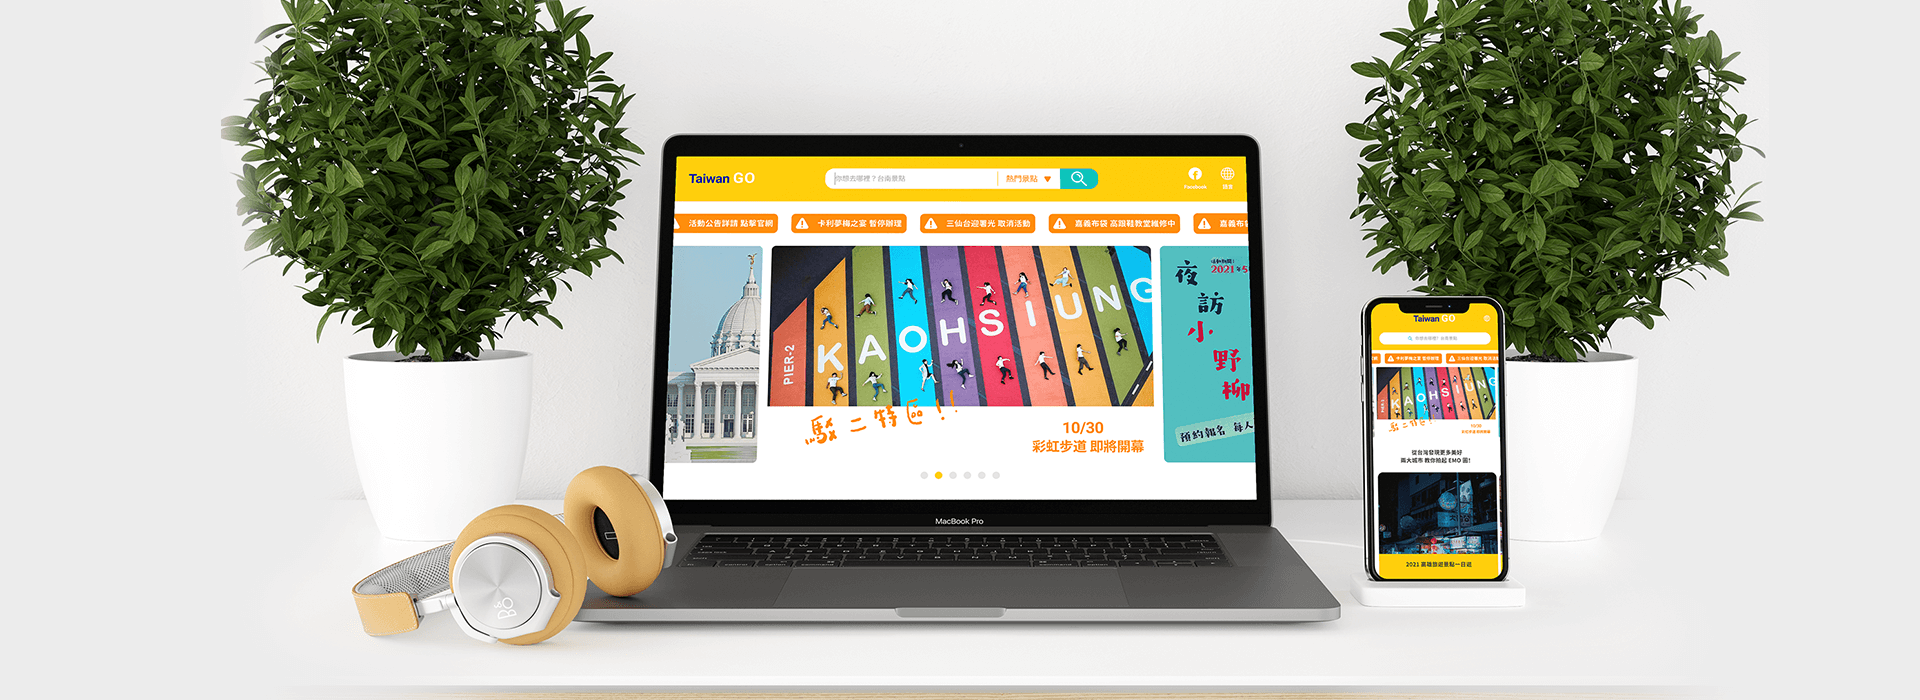 Taiwan GO
你想去哪裡？台南景點
熱門景點
Facebook
語言
活動公告詳請 點擊官網
卡利夢梅之宴 暫停辦理
三仙台迎署光 取消活動
嘉義布袋 高跟鞋教堂維修中
嘉義布
PIER-2
KAOHSIUNG
駁二特區!!
10/30
彩虹步道 即將開幕
夜訪小野柳
活動期間:
2021年5
預約報名 每人
MacBook Pro
B&O
Taiwan GO
你想去哪裡? 台南景點
卡利夢梅之宴 暫停辦理
三仙台迎署光 取消活
PIER-2
KAOHSIUNG
駁二特區!!
10/30
彩虹步道 即將開幕
從台灣發現更多美好
兩大城市 教你拍起 EMO 區!
2021 高雄旅遊景點一日遊